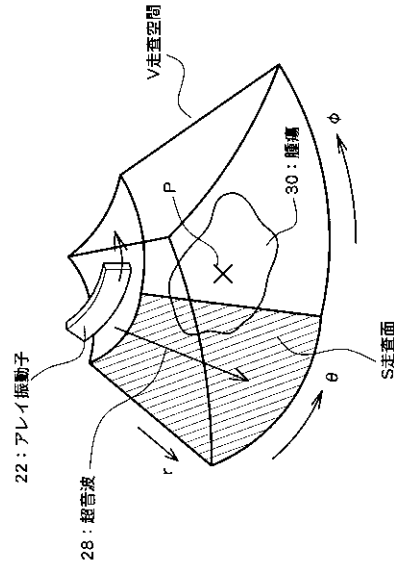 22：アレイ振動子
28：超音波
r
θ
S走査面
30：腫瘍
P
V走査空間
Φ